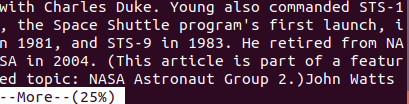 with Charles Duke. Young also commanded STS-1
, the Space Shuttle program's first launch, i
n 1981, and STS-9 in 1983. He retired from NA
SA in 2004. (This article is part of a featur
ed topic: NASA Astronaut Group 2.)John Watts
--More--(25%)